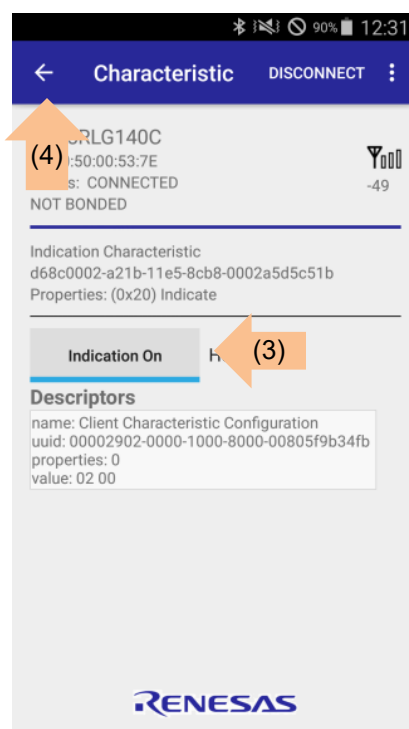 90% 12:31
Characteristic DISCONNECT
RLG140C
(4) :50:00:53:7E
s: CONNECTED -49
NOT BONDED
Indication Characteristic
d68c0002-a21b-11e5-8cb8-0002a5d5c51b
Properties: (0x20) Indicate
Indication On H (3)
Descriptors
name: Client Characteristic Configuration
uuid: 00002902-0000-1000-8000-00805f9b34fb
properties: 0
value: 02 00
RENESAS